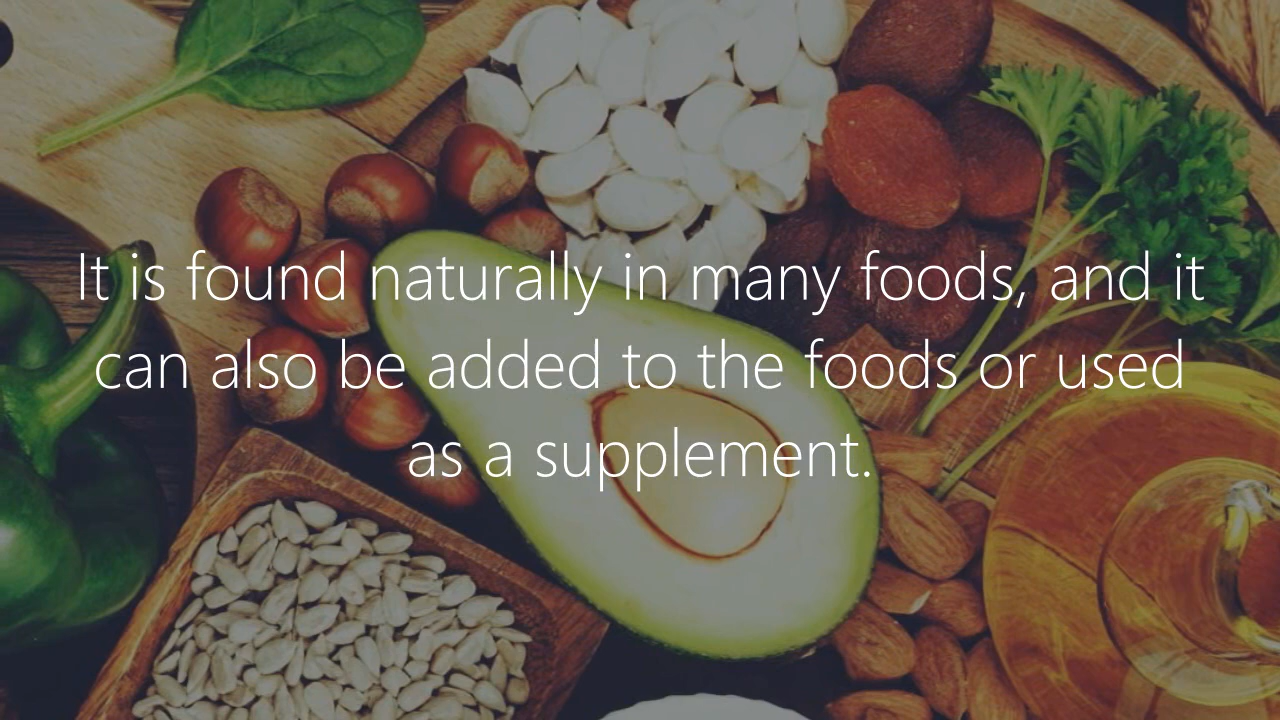 It is found naturally in many foods, and it
can also be added to the foods or used
as a supplement.